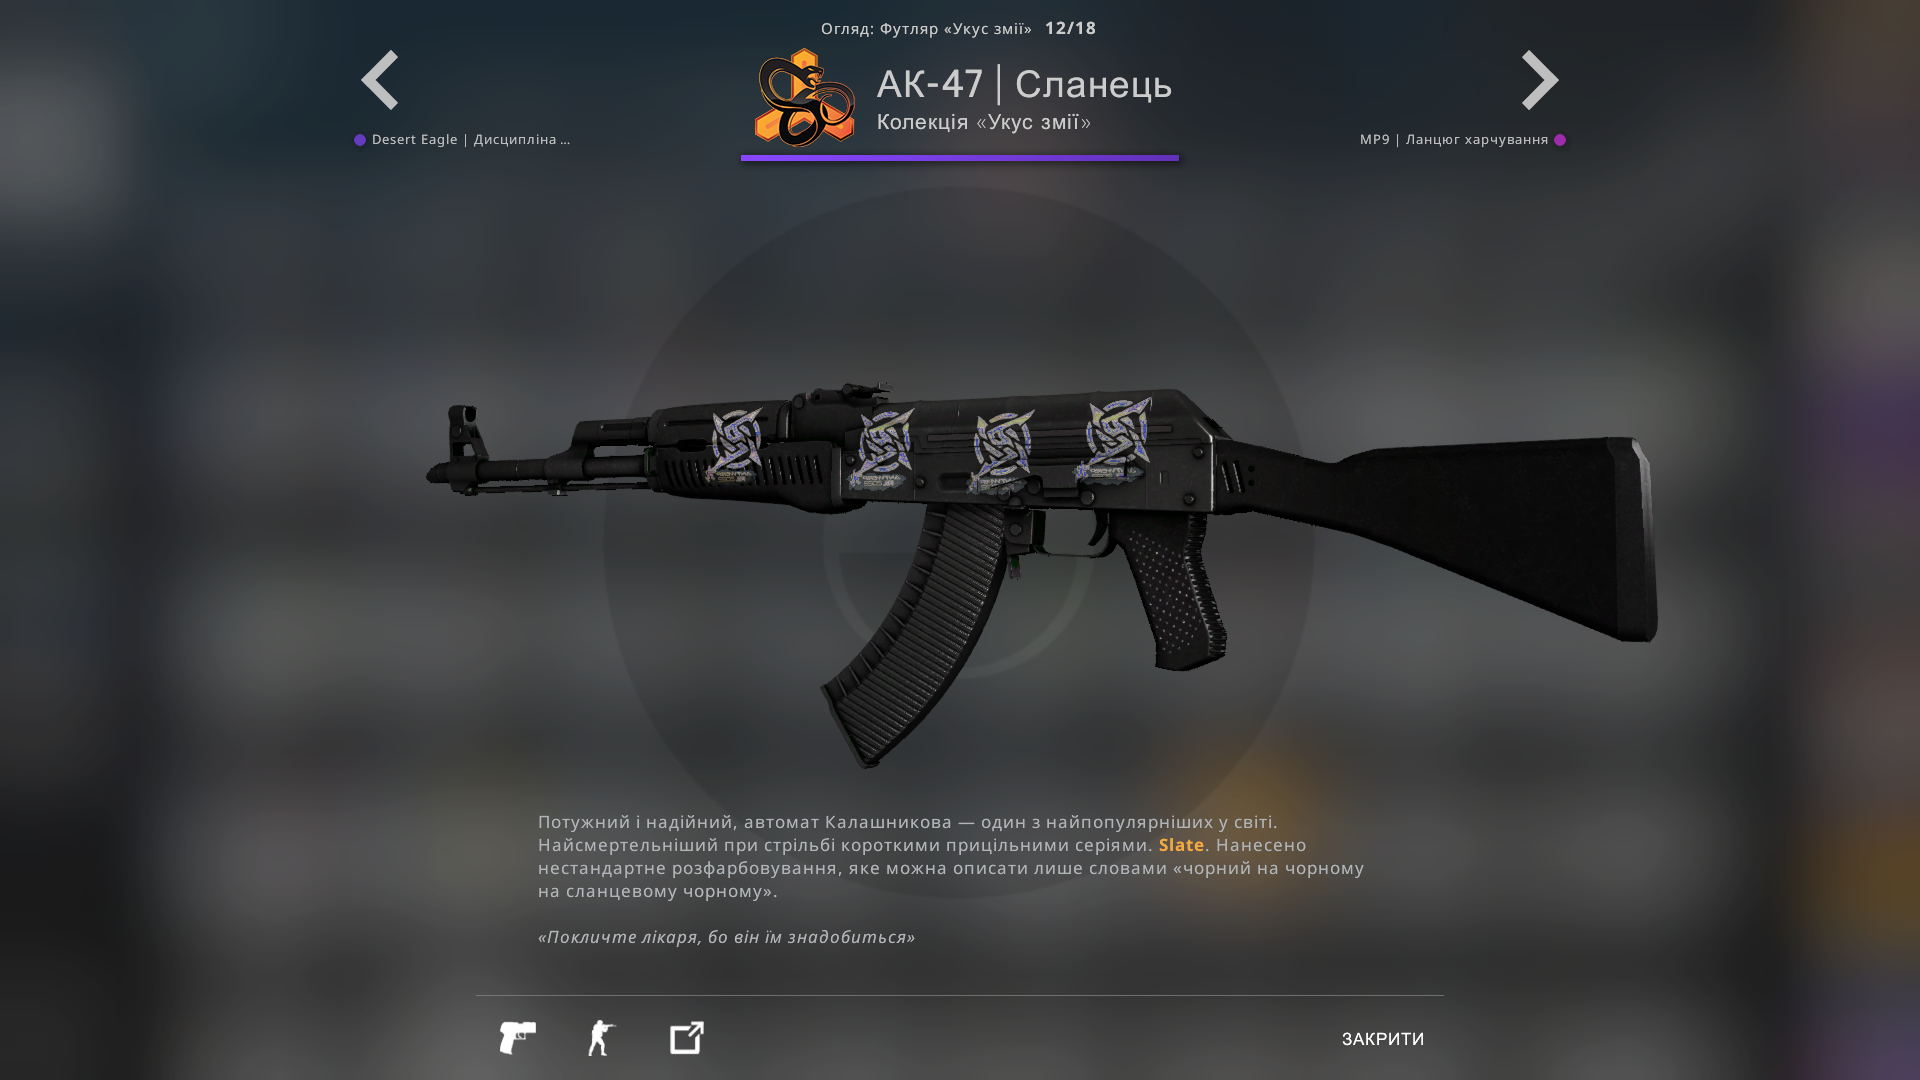 Огляд: Футляр «Укус змії» 12/18
АК-47 | Сланець
Колекція «Укус змії»
Desert Eagle | Дисципліна ...
MP9 | Ланцюг харчування
Потужний і надійний, автомат Калашникова — один з найпопулярніших у світі.
Найсмертельніший при стрільбі короткими прицільними серіями. Slate. Нанесено
нестандартне розфарбовування, яке можна описати лише словами «чорний на чорному
на сланцевому чорному».
«Покличте лікаря, бо він їм знадобиться»
ЗАКРИТИ